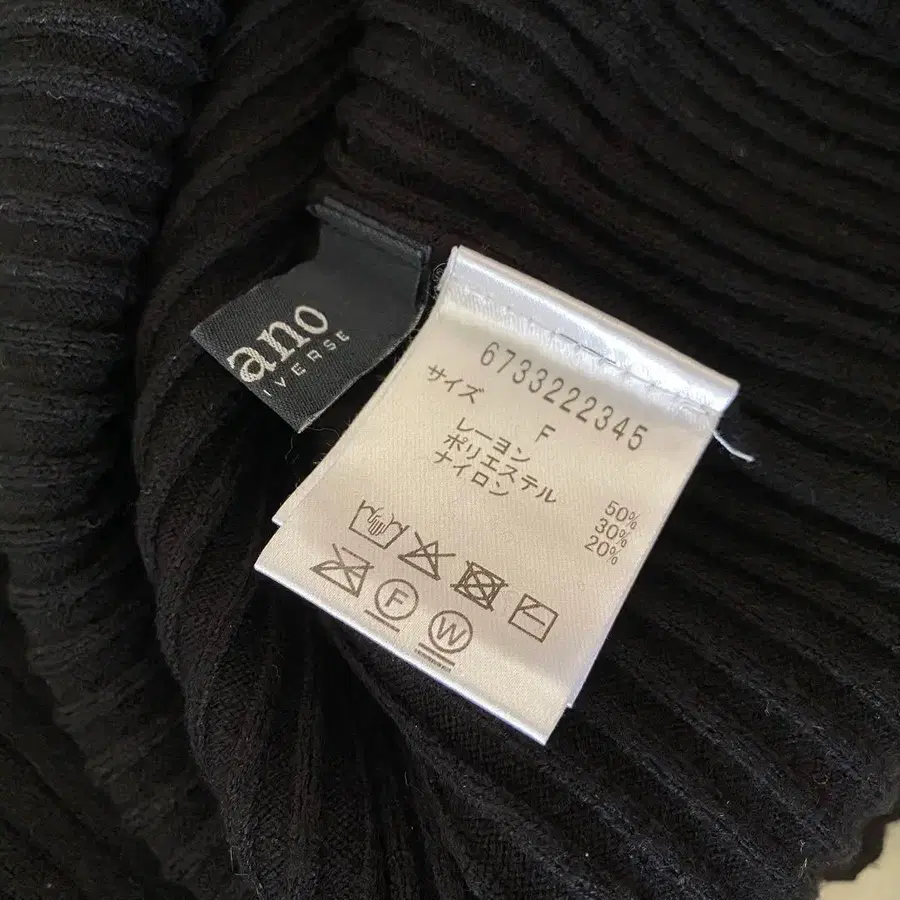 ano
IVERSE
6733222345
サイズ F
レーヨン 50%
ポリエステル 30%
ナイロン 20%
F
W